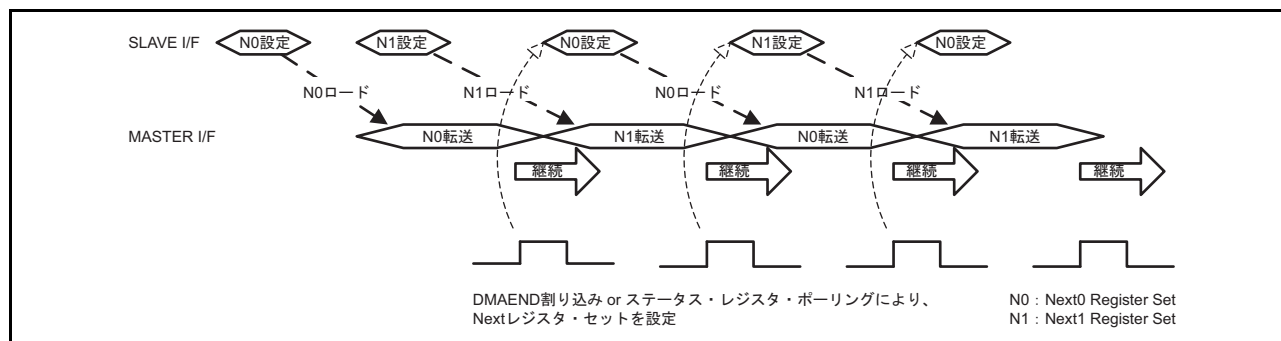 SLAVE I/F N0設定 N1設定 N0設定 N1設定 N0設定
N0ロード N1ロード N0ロード N1ロード
MASTER I/F N0転送 N1転送 N0転送 N1転送
継続 継続 継続 継続
DMAEND割り込み or ステータス・レジスタ・ポーリングにより、
Nextレジスタ・セットを設定
N0：Next0 Register Set
N1：Next1 Register Set